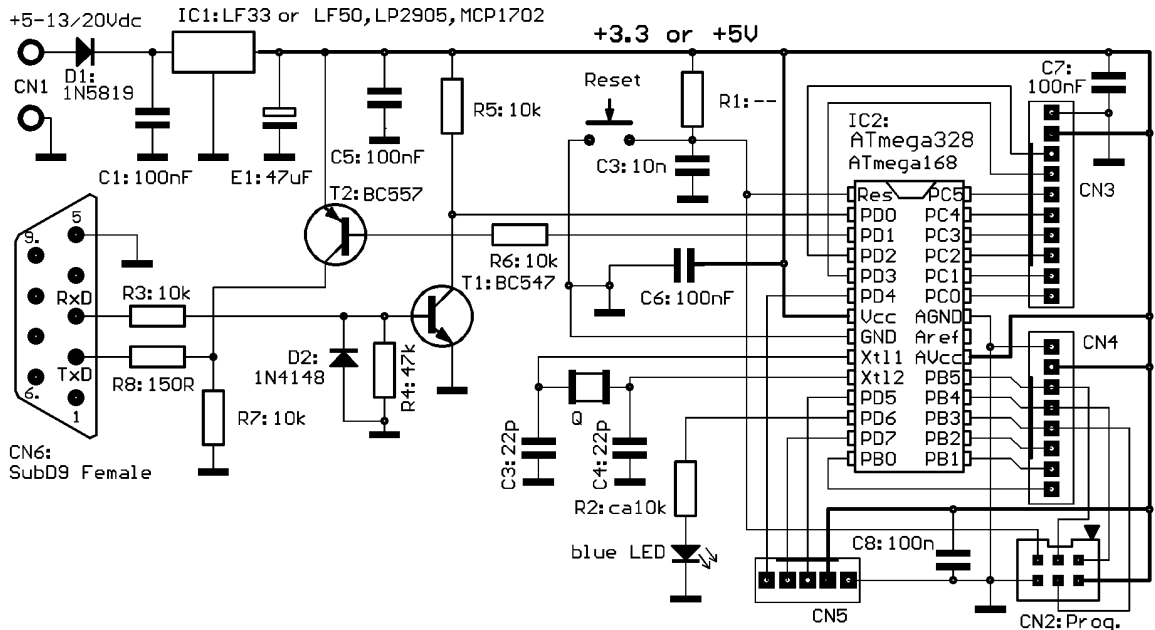 +5-13/20Vdc
IC1:LF33 or LF50,LP2905,MCP1702
+3.3 or +5V
CN1
D1:
1N5819
C1:100nF
E1:47uF
C5:100nF
R5:10k
Reset
R1:--
C3:10n
C7:
100nF
IC2:
ATmega328
ATmega168
CN3
T2:BC557
R6:10k
T1:BC547
C6:100nF
Res PC5
PD0 PC4
PD1 PC3
PD2 PC2
PD3 PC1
PD4 PC0
Vcc AGND
GND Aref
Xtl1 AVcc
Xtl2 PB5
PD5 PB4
PD6 PB3
PD7 PB2
PB0 PB1
CN4
5
9.
RxD
TxD
6.
1
R3:10k
R8:150R
R7:10k
D2:
1N4148
R4:47k
CN6:
SubD9 Female
Q
C3:22p
C4:22p
R2:ca10k
blue LED
C8:100n
CN5
CN2:Prog.